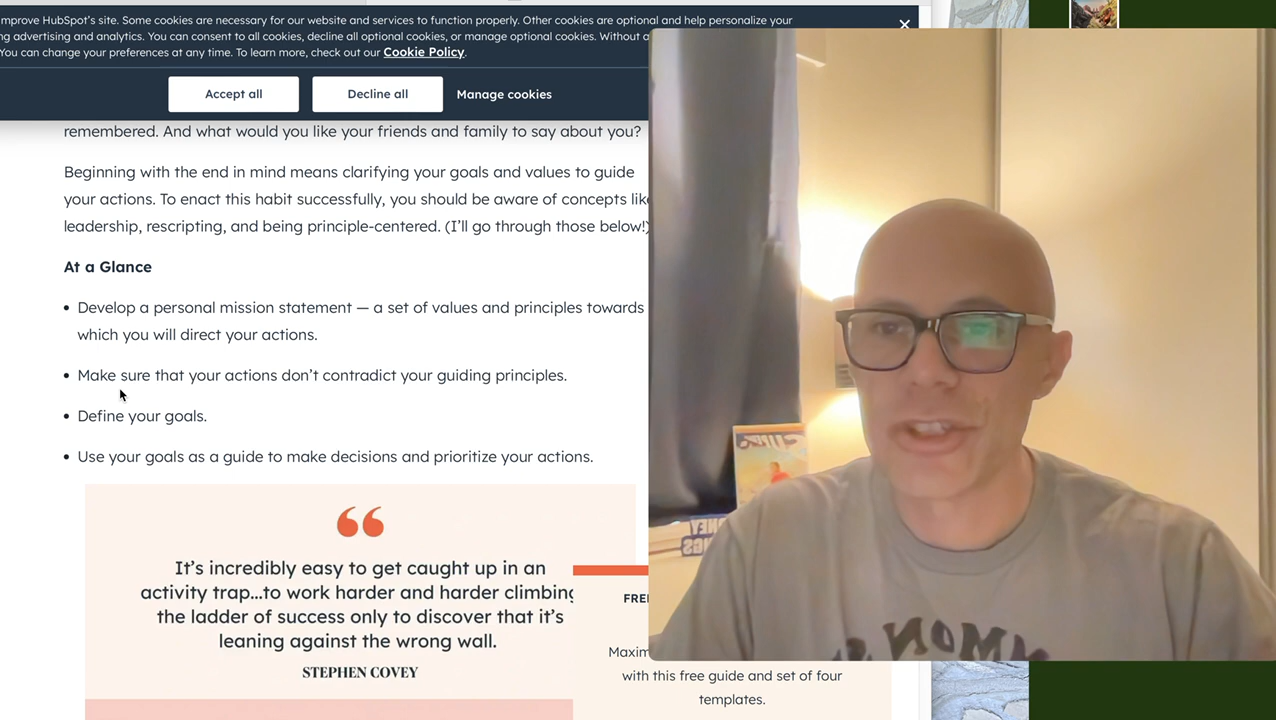 improve HubSpot's site. Some cookies are necessary for our website and services to function properly. Other cookies are optional and help personalize your
ng advertising and analytics. You can consent to all cookies, decline all optional cookies, or manage optional cookies. Without a
You can change your preferences at any time. To learn more, check out our Cookie Policy.
Accept all
Decline all
Manage cookies
remembered. And what would you like your friends and family to say about you?
Beginning with the end in mind means clarifying your goals and values to guide
your actions. To enact this habit successfully, you should be aware of concepts like
leadership, rescripting, and being principle-centered. (I'll go through those below!)
At a Glance
• Develop a personal mission statement — a set of values and principles towards
which you will direct your actions.
• Make sure that your actions don't contradict your guiding principles.
• Define your goals.
• Use your goals as a guide to make decisions and prioritize your actions.
It's incredibly easy to get caught up in an
activity trap...to work harder and harder climbing
the ladder of success only to discover that it's
leaning against the wrong wall.
STEPHEN COVEY
FREE
Maxim
with this free guide and set of four
templates.